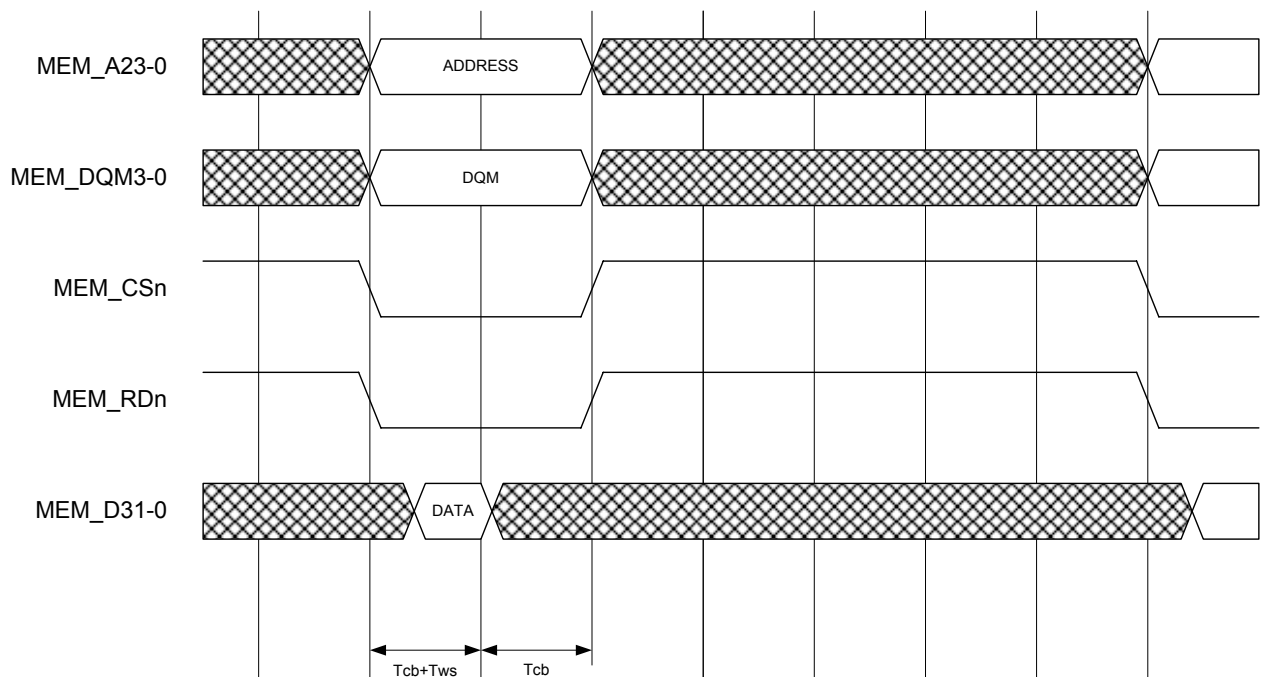 MEM_A23-0
ADDRESS
MEM_DQM3-0
DQM
MEM_CSn
MEM_RDn
MEM_D31-0
DATA
Tcb+Tws
Tcb